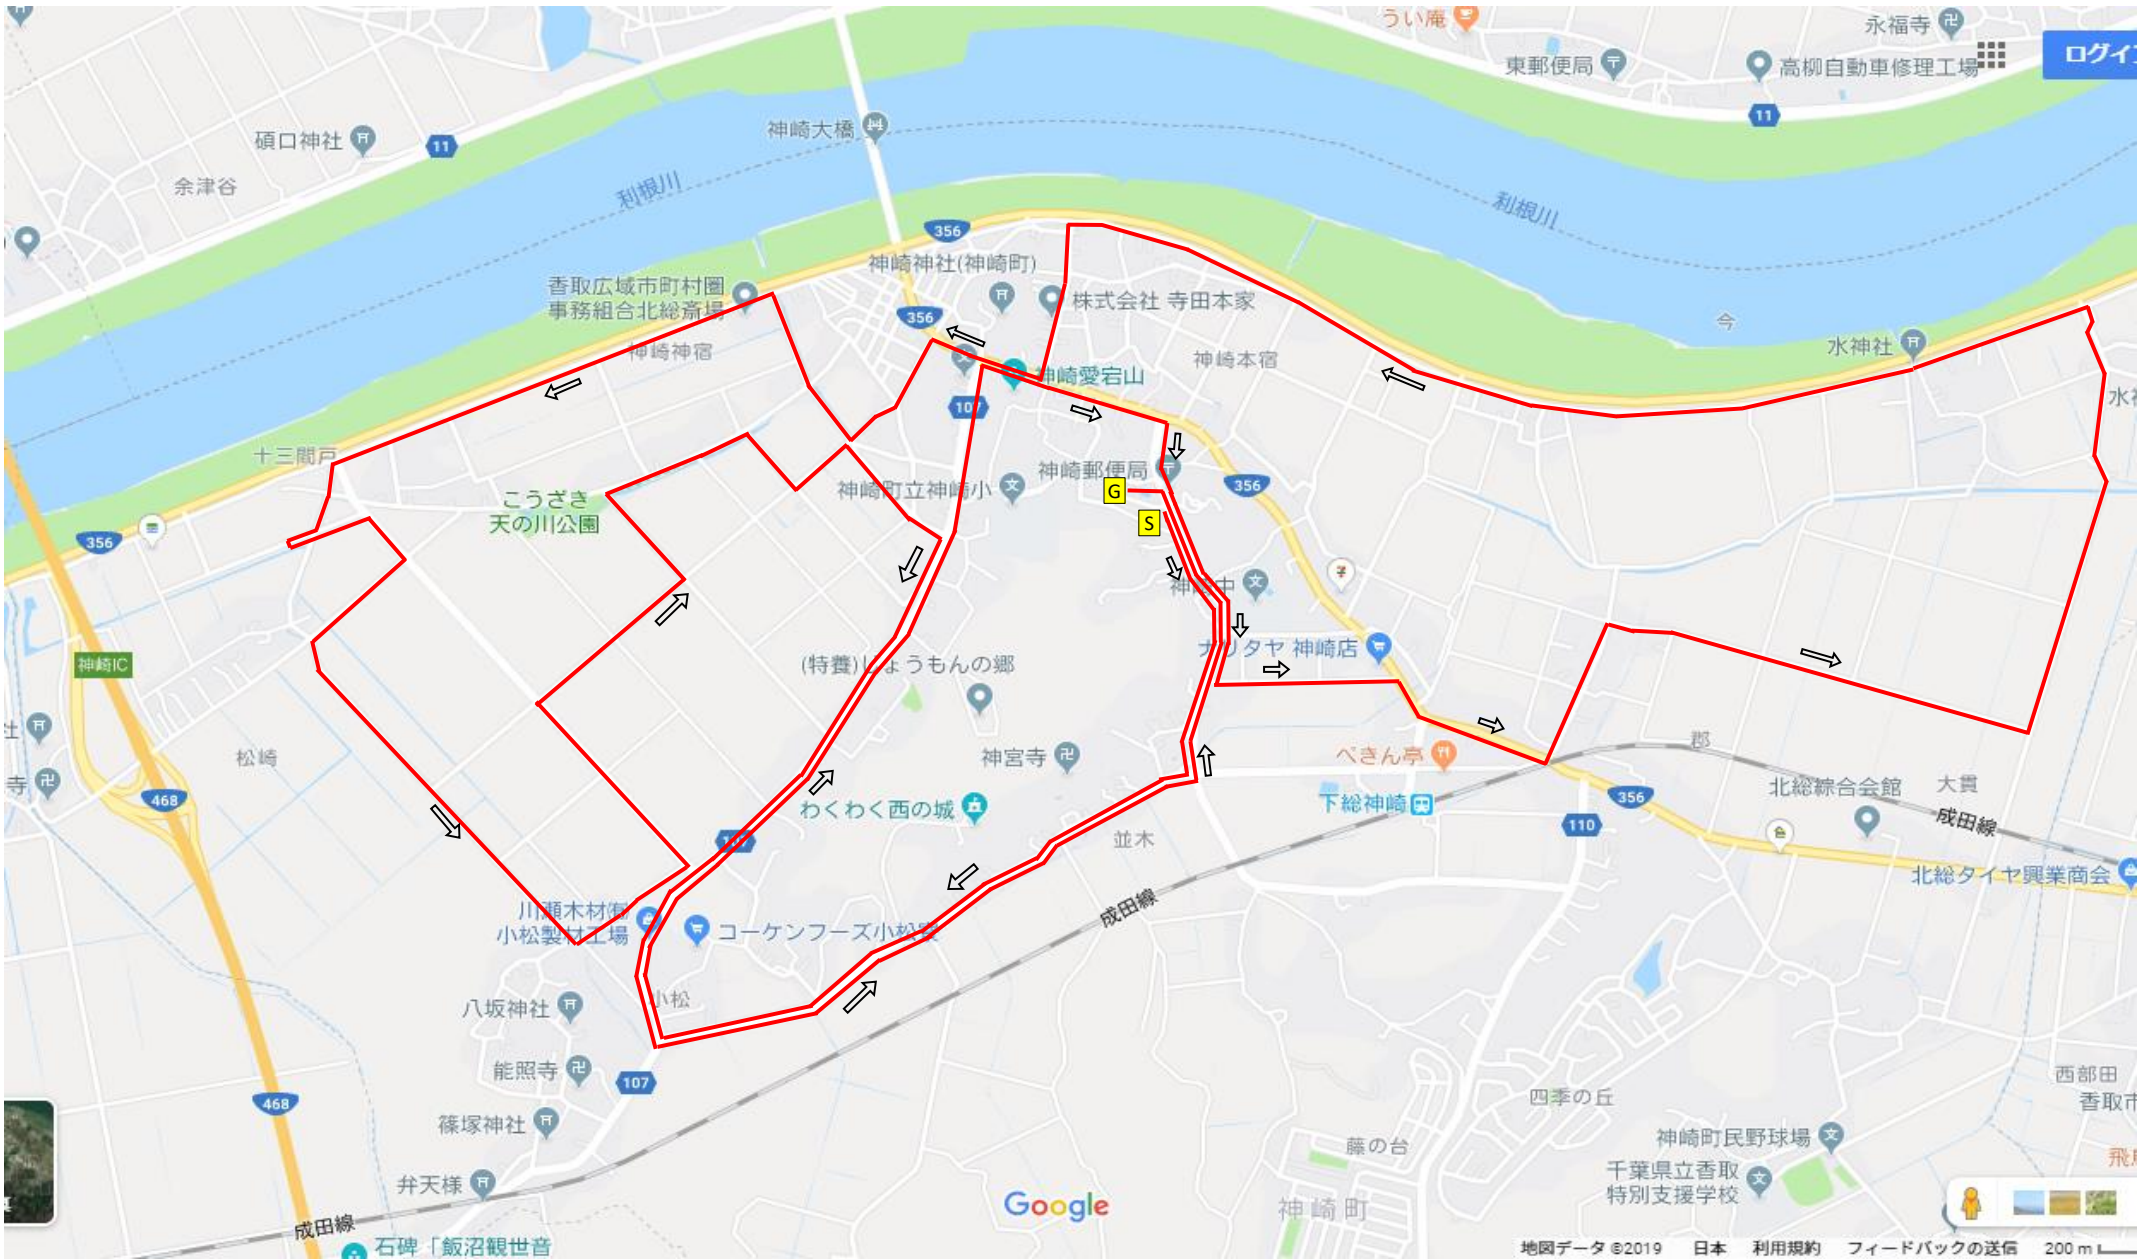 うい庵
永福寺
ログイ
東郵便局
高柳自動車修理工場
11
神崎大橋
碩口神社
11
余津谷
利根川
利根川
356
神崎神社(神崎町)
香取広域市町村圏
事務組合北総斎場
株式会社 寺田本家
356
今
水神社
神崎神宿
神崎本宿
神崎愛宕山
107
水神
十三間戸
神崎郵便局
G
356
神崎町立神崎小
こうざき
天の川公園
S
356
神崎中
ナリタヤ 神崎店
神崎IC
(特養)じょうもんの郷
松崎
神宮寺
べきん亭
郡
北総綜合会館
大貫
468
わくわく西の城
下総神崎
356
成田線
110
並木
107
北総タイヤ興業商会
川瀬木材㈲
小松製材工場
コーケンフーズ小松寮
成田線
八坂神社
小松
能照寺
107
468
西部田
香取市
四季の丘
篠塚神社
神崎町民野球場
藤の台
千葉県立香取
特別支援学校
飛
弁天様
Google
神崎町
成田線
石碑「飯沼観世音
地図データ ©2019 日本 利用規約 フィードバックの送信 200 m